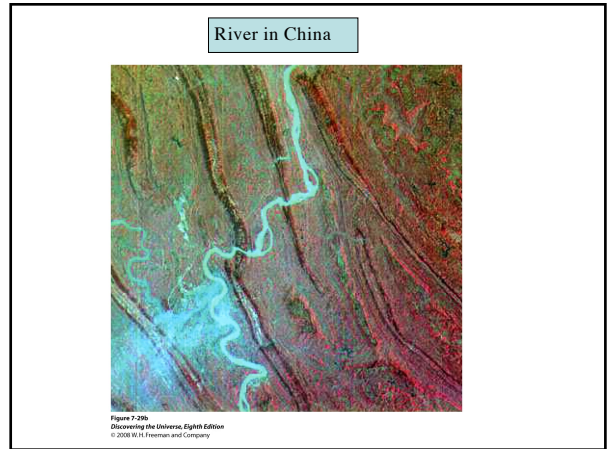 River in China
Figure 7-29b
Discovering the Universe, Eighth Edition
© 2008 W. H. Freeman and Company